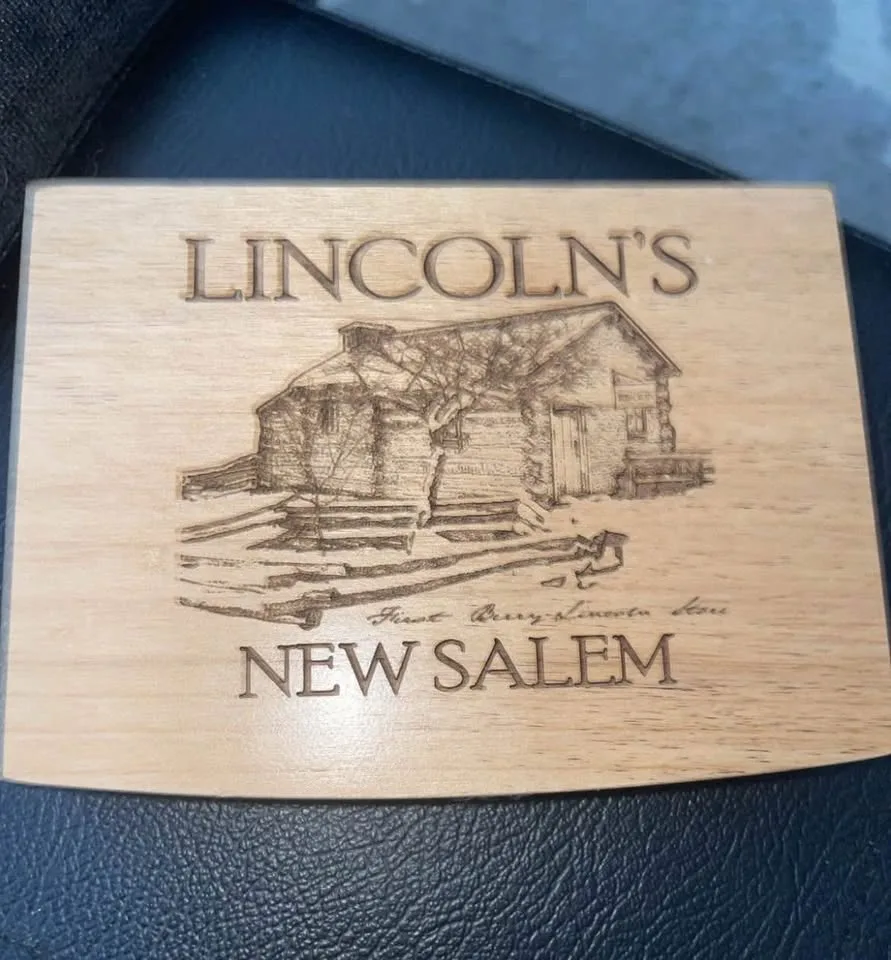 LINCOLN'S
First Berry-Lincoln Store
NEW SALEM